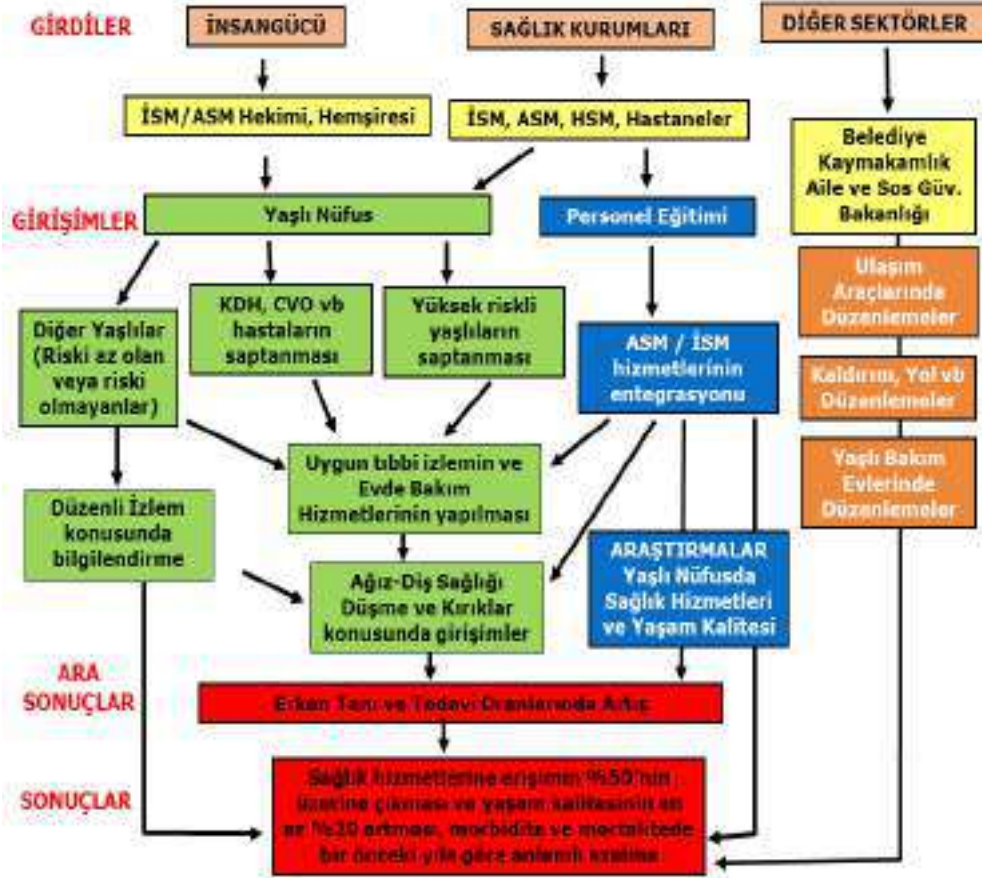 GİRDİLER
İNSANGÜCÜ
SAĞLIK KURUMLARI
DİĞER SEKTÖRLER
İSM/ASM Hekimi, Hemşiresi
İSM, ASM, HSM, Hastaneler
Belediye
Kaymakamlık
Aile ve Sos Güv.
Bakanlığı
GİRİŞİMLER
Yaşlı Nüfus
Personel Eğitimi
Diğer Yaşlılar
(Riski az olan
veya riski
olmayanlar)
KDH, CVO vb
hastaların
saptanması
Yüksek riskli
yaşlıların
saptanması
ASM / İSM
hizmetlerinin
entegrasyonu
Ulaşım
Araçlarında
Düzenlemeler
Kaldırım, Yol vb
Düzenlemeler
Yaşlı Bakım
Evlerinde
Düzenlemeler
Uygun tıbbi izlemin ve
Evde Bakım
Hizmetlerinin yapılması
Düzenli İzlem
konusunda
bilgilendirme
Ağız-Diş Sağlığı
Düşme ve Kırıklar
konusunda girişimler
ARAŞTIRMALAR
Yaşlı Nüfusda
Sağlık Hizmetleri
ve Yaşam Kalitesi
ARA
SONUÇLAR
Erken Tanı ve Tedavi Oranlarında Artış
SONUÇLAR
Sağlık hizmetlerine erişimin %50'nin
üzerine çıkması ve yaşam kalitesinin en
az %20 artması, morbidite ve mortalitede
bir önceki yıla göre anlamlı azalma